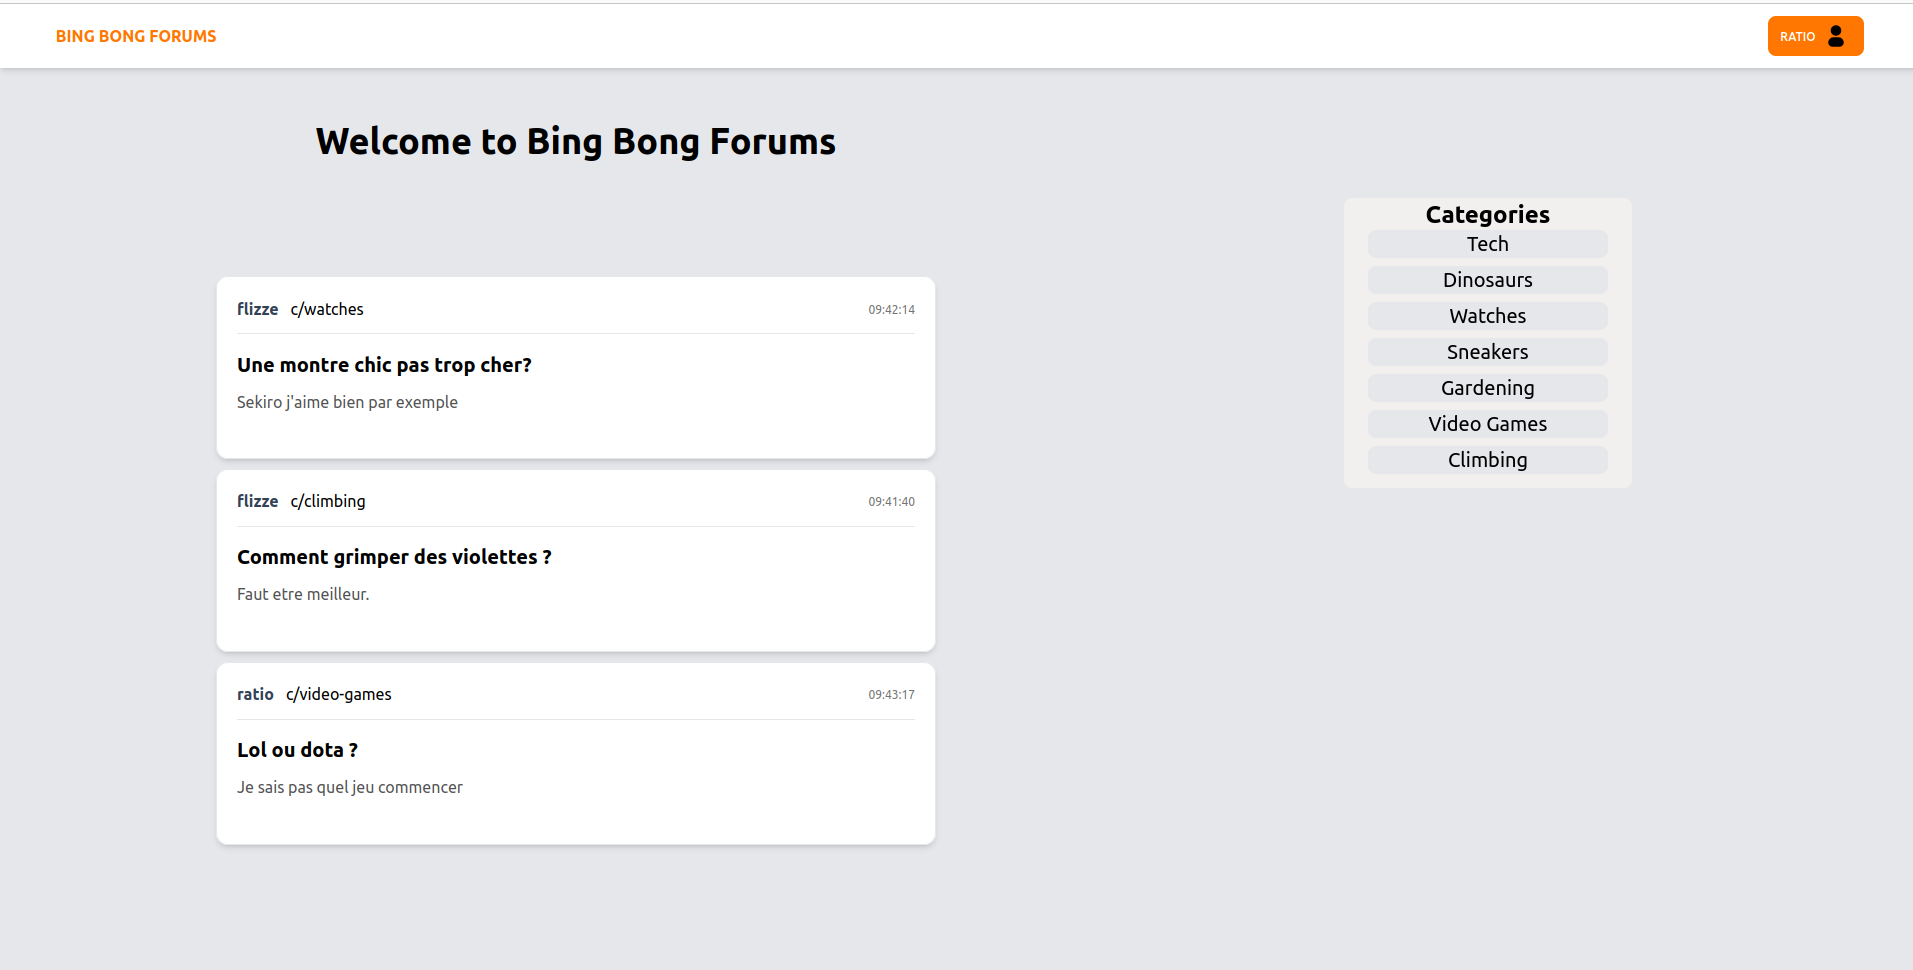 BING BONG FORUMS
RATIO
Welcome to Bing Bong Forums
flizze c/watches 09:42:14
Une montre chic pas trop cher?
Sekiro j'aime bien par exemple
flizze c/climbing 09:41:40
Comment grimper des violettes ?
Faut etre meilleur.
ratio c/video-games 09:43:17
Lol ou dota ?
Je sais pas quel jeu commencer
Categories
Tech
Dinosaurs
Watches
Sneakers
Gardening
Video Games
Climbing